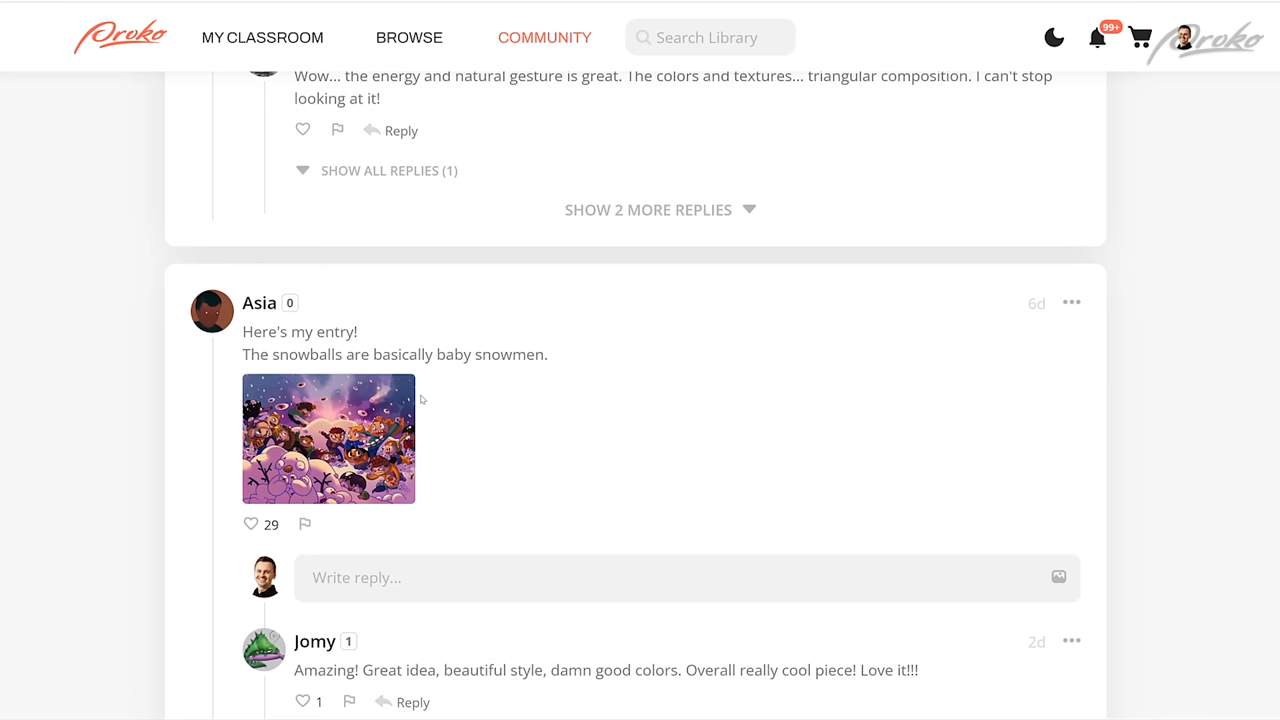 Proko
MY CLASSROOM
BROWSE
COMMUNITY
Search Library
99+
Proko
Wow... the energy and natural gesture is great. The colors and textures... triangular composition. I can't stop
looking at it!
Reply
SHOW ALL REPLIES (1)
SHOW 2 MORE REPLIES
Asia 0
6d
Here's my entry!
The snowballs are basically baby snowmen.
29
Write reply...
Jomy 1
2d
Amazing! Great idea, beautiful style, damn good colors. Overall really cool piece! Love it!!!
1
Reply